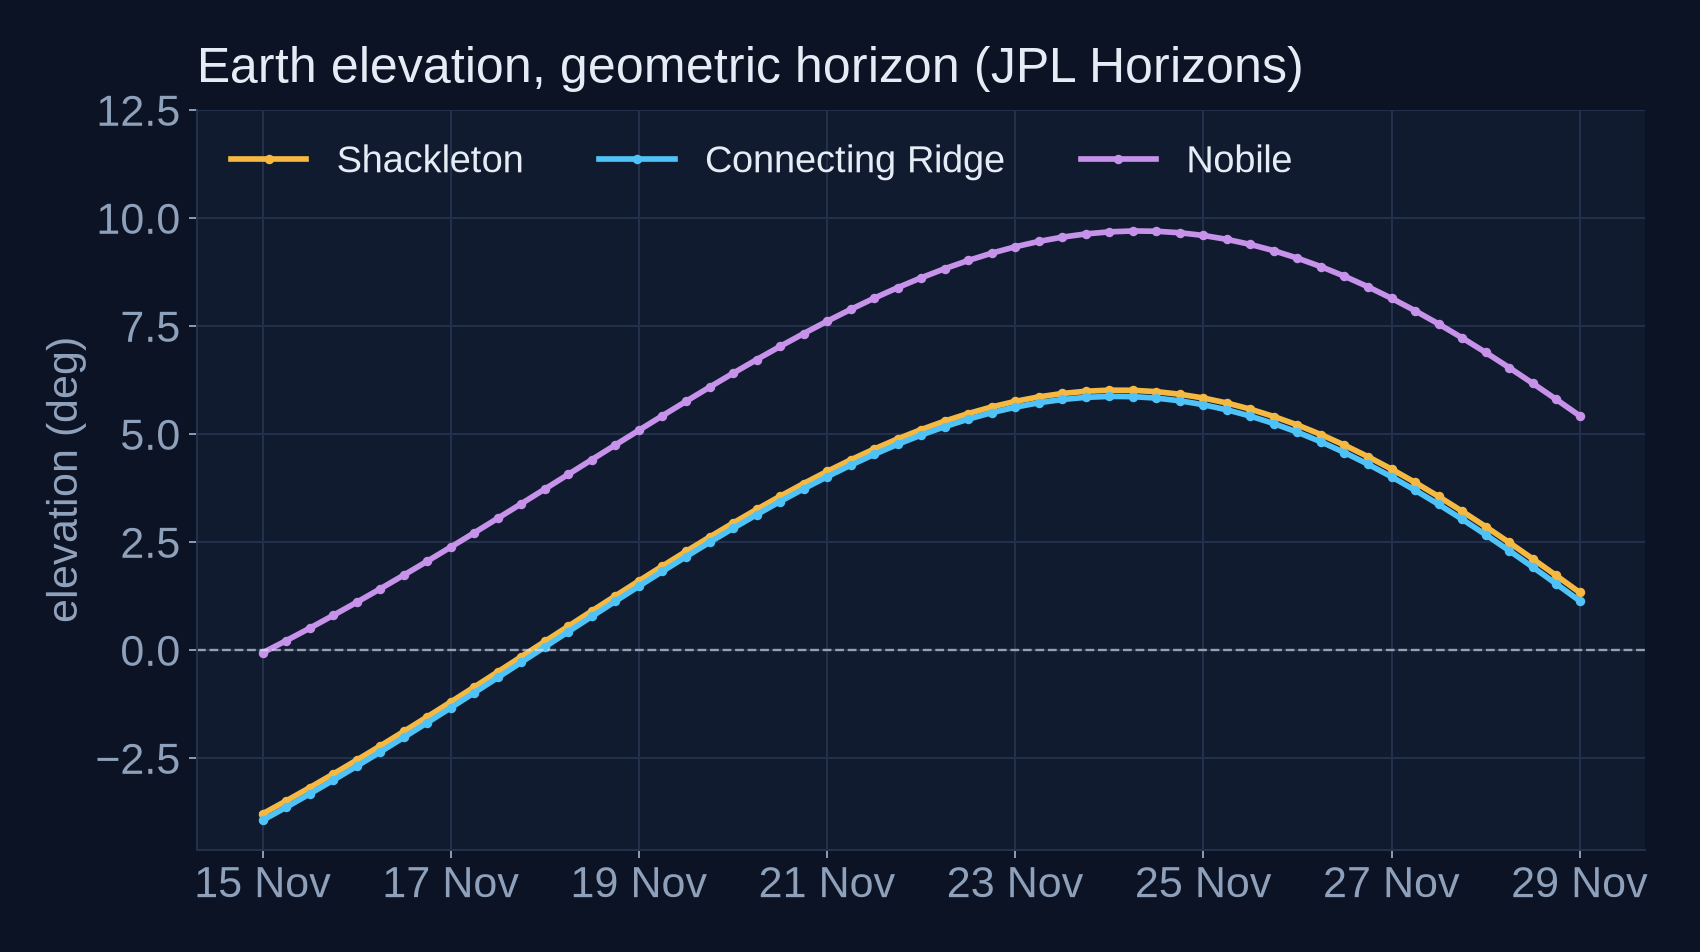 Earth elevation, geometric horizon (JPL Horizons)
12.5
Shackleton Connecting Ridge Nobile
10.0
7.5
5.0
2.5
0.0
−2.5
elevation (deg)
15 Nov 17 Nov 19 Nov 21 Nov 23 Nov 25 Nov 27 Nov 29 Nov